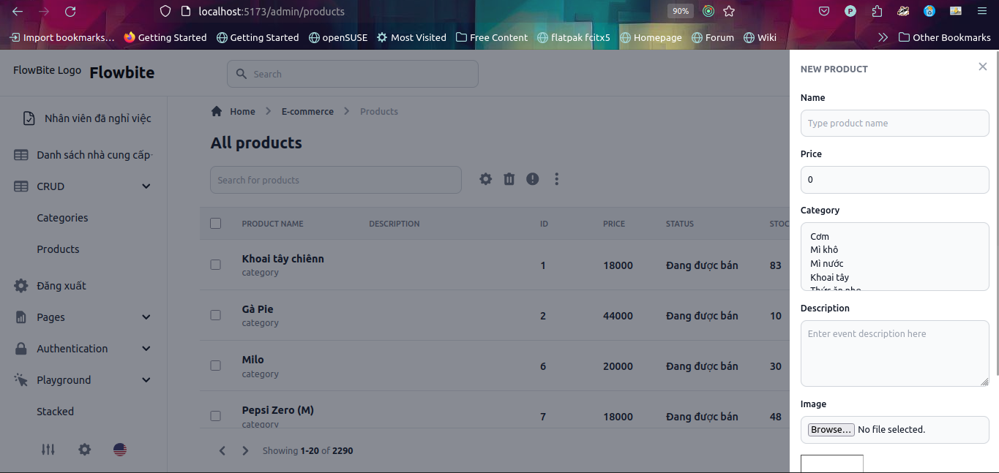 localhost:5173/admin/products
90%
Import bookmarks...
Getting Started
Getting Started
openSUSE
Most Visited
Free Content
flatpak fcitx5
Homepage
Forum
Wiki
Other Bookmarks
FlowBite Logo
Flowbite
Search
Nhân viên đã nghỉ việc
Danh sách nhà cung cấp
CRUD
Categories
Products
Đăng xuất
Pages
Authentication
Playground
Stacked
Home
E-commerce
Products
All products
Search for products
PRODUCT NAME DESCRIPTION ID PRICE STATUS STOC
Khoai tây chiênn
category
1 18000 Đang được bán 83
Gà Pie
category
2 44000 Đang được bán 10
Milo
category
6 20000 Đang được bán 30
Pepsi Zero (M)
category
7 18000 Đang được bán 48
Showing 1-20 of 2290
NEW PRODUCT
Name
Type product name
Price
0
Category
Cơm
Mì khô
Mì nước
Khoai tây
Description
Enter event description here
Image
Browse... No file selected.